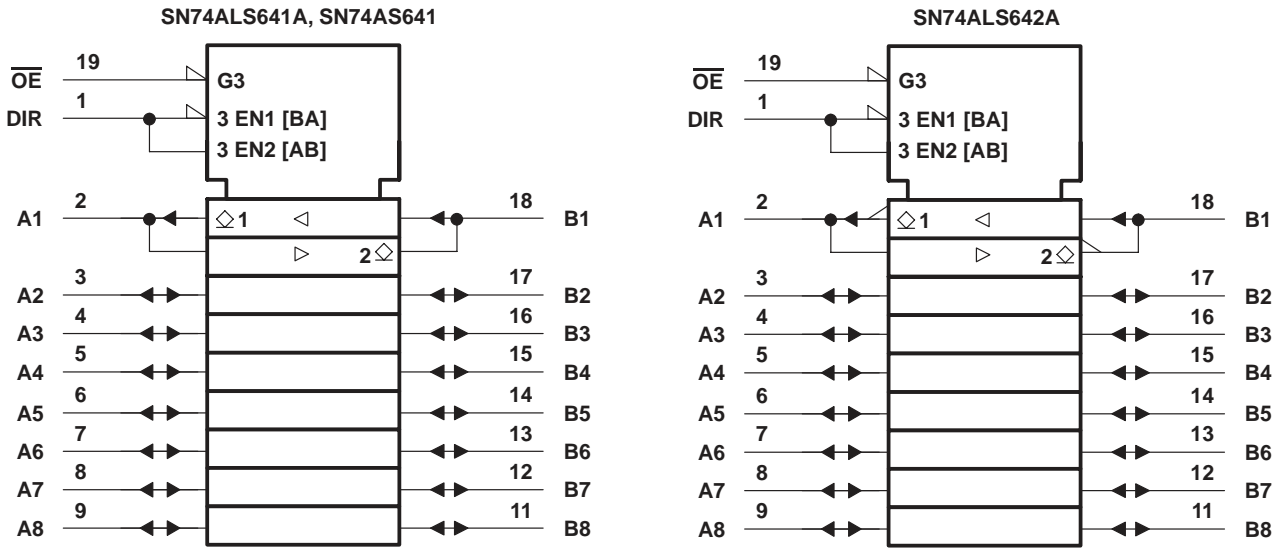 SN74ALS641A, SN74AS641
OE 19 G3
DIR 1 3 EN1 [BA]
3 EN2 [AB]
A1 2 1 18 B1
2
A2 3 17 B2
A3 4 16 B3
A4 5 15 B4
A5 6 14 B5
A6 7 13 B6
A7 8 12 B7
A8 9 11 B8
SN74ALS642A
OE 19 G3
DIR 1 3 EN1 [BA]
3 EN2 [AB]
A1 2 1 18 B1
2
A2 3 17 B2
A3 4 16 B3
A4 5 15 B4
A5 6 14 B5
A6 7 13 B6
A7 8 12 B7
A8 9 11 B8